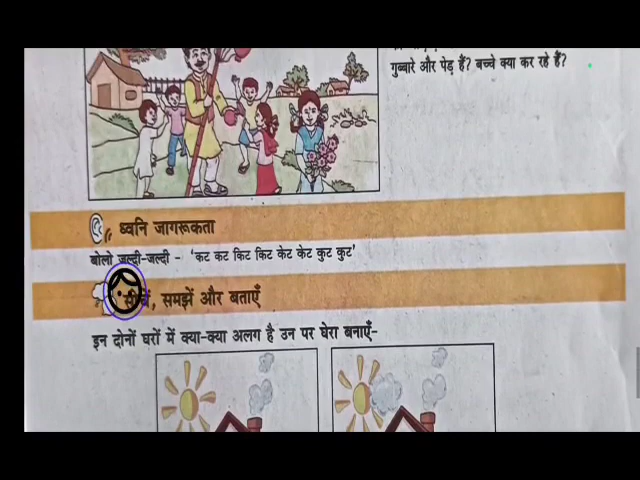 गुब्बारे और पेड़ हैं? बच्चे क्या कर रहे हैं?
ध्वनि जागरूकता
बोलो जल्दी-जल्दी - 'कट कट किट किट केट केट कुट कुट'
समझें और बताएँ
इन दोनों घरों में क्या-क्या अलग है उन पर घेरा बनाएँ-